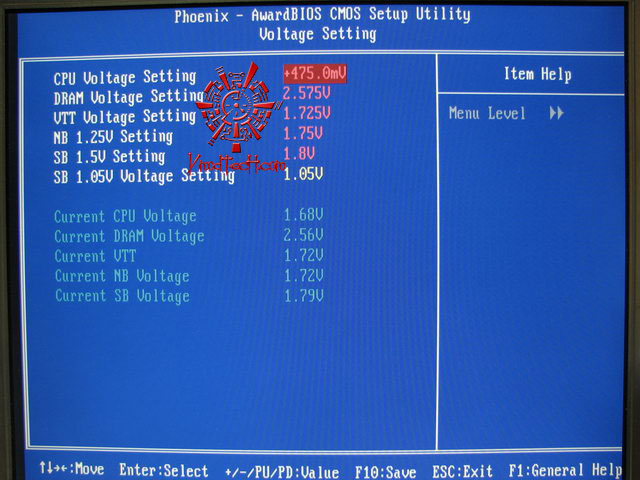 Phoenix - AwardBIOS CMOS Setup Utility
Voltage Setting
CPU Voltage Setting +475.0mV
DRAM Voltage Setting 2.575V
VTT Voltage Setting 1.725V
NB 1.25V Setting 1.75V
SB 1.5V Setting 1.8V
SB 1.05V Voltage Setting 1.05V
Current CPU Voltage 1.68V
Current DRAM Voltage 2.56V
Current VTT 1.72V
Current NB Voltage 1.72V
Current SB Voltage 1.79V
Item Help
Menu Level ▶▶
↑↓→←:Move Enter:Select +/-/PU/PD:Value F10:Save ESC:Exit F1:General Help